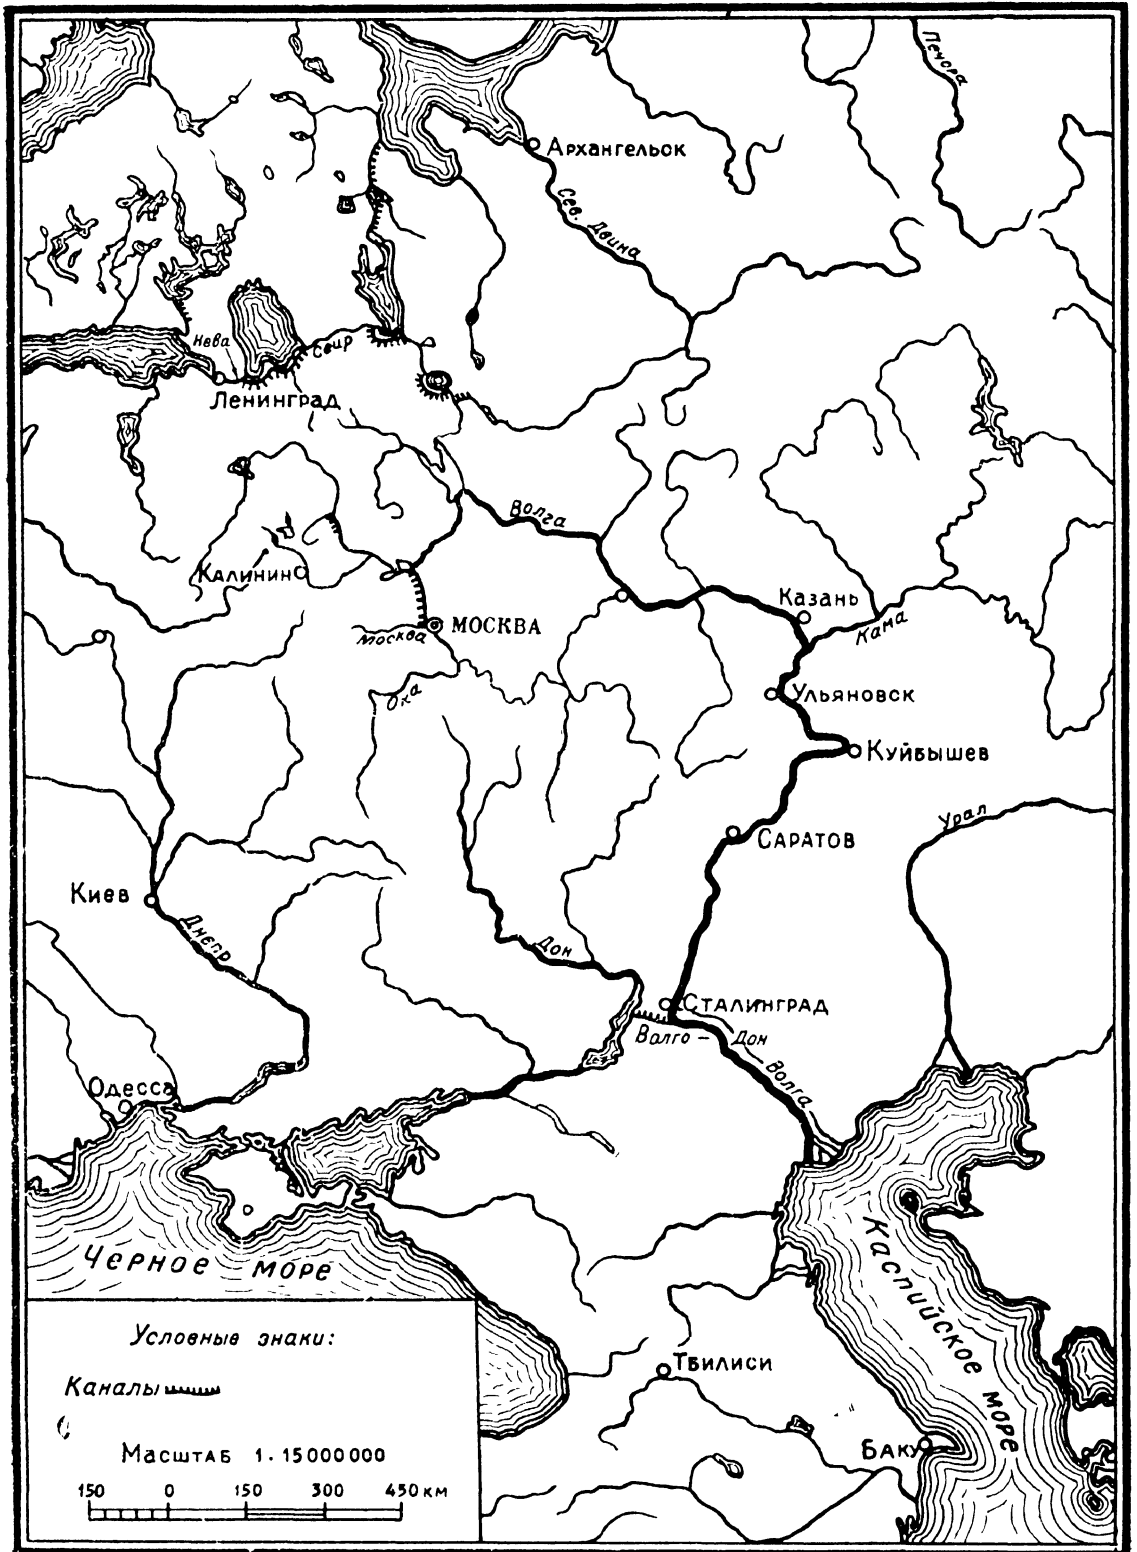 Печора
Архангельск
Сев. Двина
Нева
Свир
Ленинград
Волга
Калинин
Казань
Кама
Москва
МОСКВА
Ока
Ульяновск
Куйбышев
Урал
Саратов
Киев
Днепр
Дон
Сталинград
Волго – Дон
Волга
Одесса
Черное море
Каспийское море
Условные знаки:
Каналы
Тбилиси
Масштаб 1.15000000
Баку
150 0 150 300 450 км